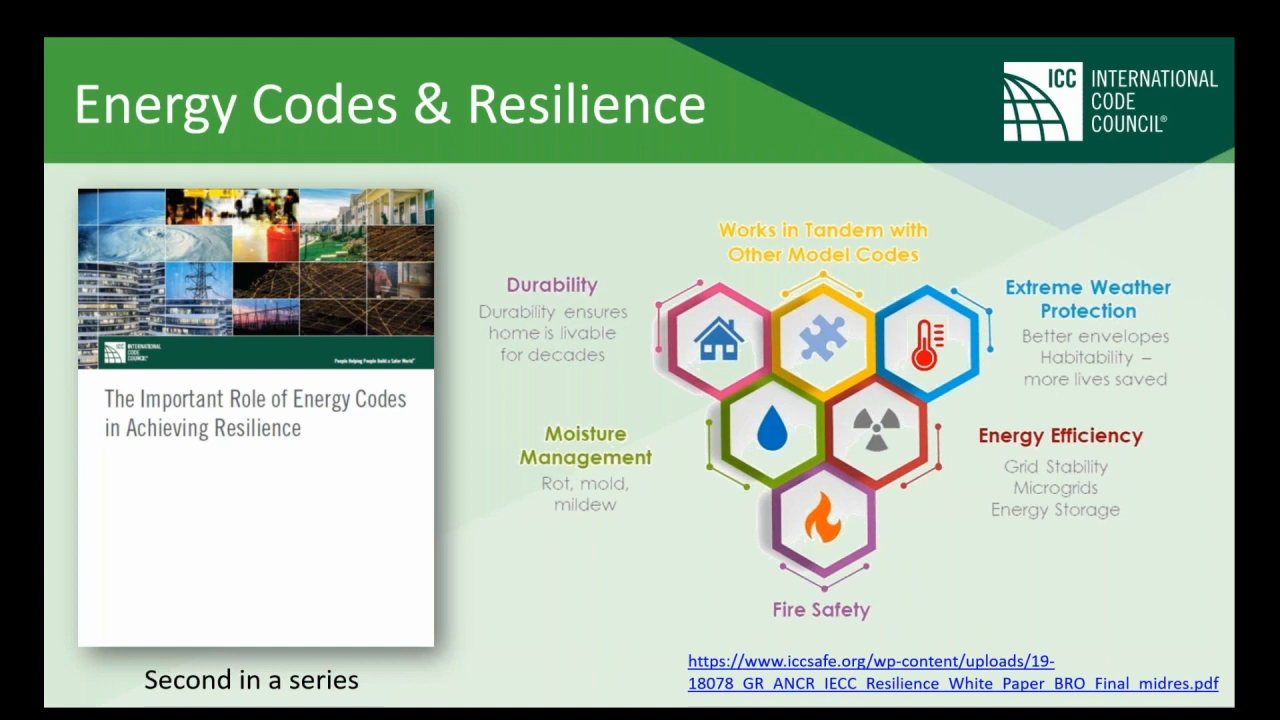 Energy Codes & Resilience
ICC INTERNATIONAL
CODE
COUNCIL®
ICC INTERNATIONAL
CODE
COUNCIL®
People Helping People Build a Safer World®
The Important Role of Energy Codes
in Achieving Resilience
Second in a series
Works in Tandem with
Other Model Codes
Durability
Durability ensures
home is livable
for decades
Extreme Weather
Protection
Better envelopes
Habitability –
more lives saved
Moisture
Management
Rot, mold,
mildew
Energy Efficiency
Grid Stability
Microgrids
Energy Storage
Fire Safety
https://www.iccsafe.org/wp-content/uploads/19-
18078_GR_ANCR_IECC_Resilience_White_Paper_BRO_Final_midres.pdf